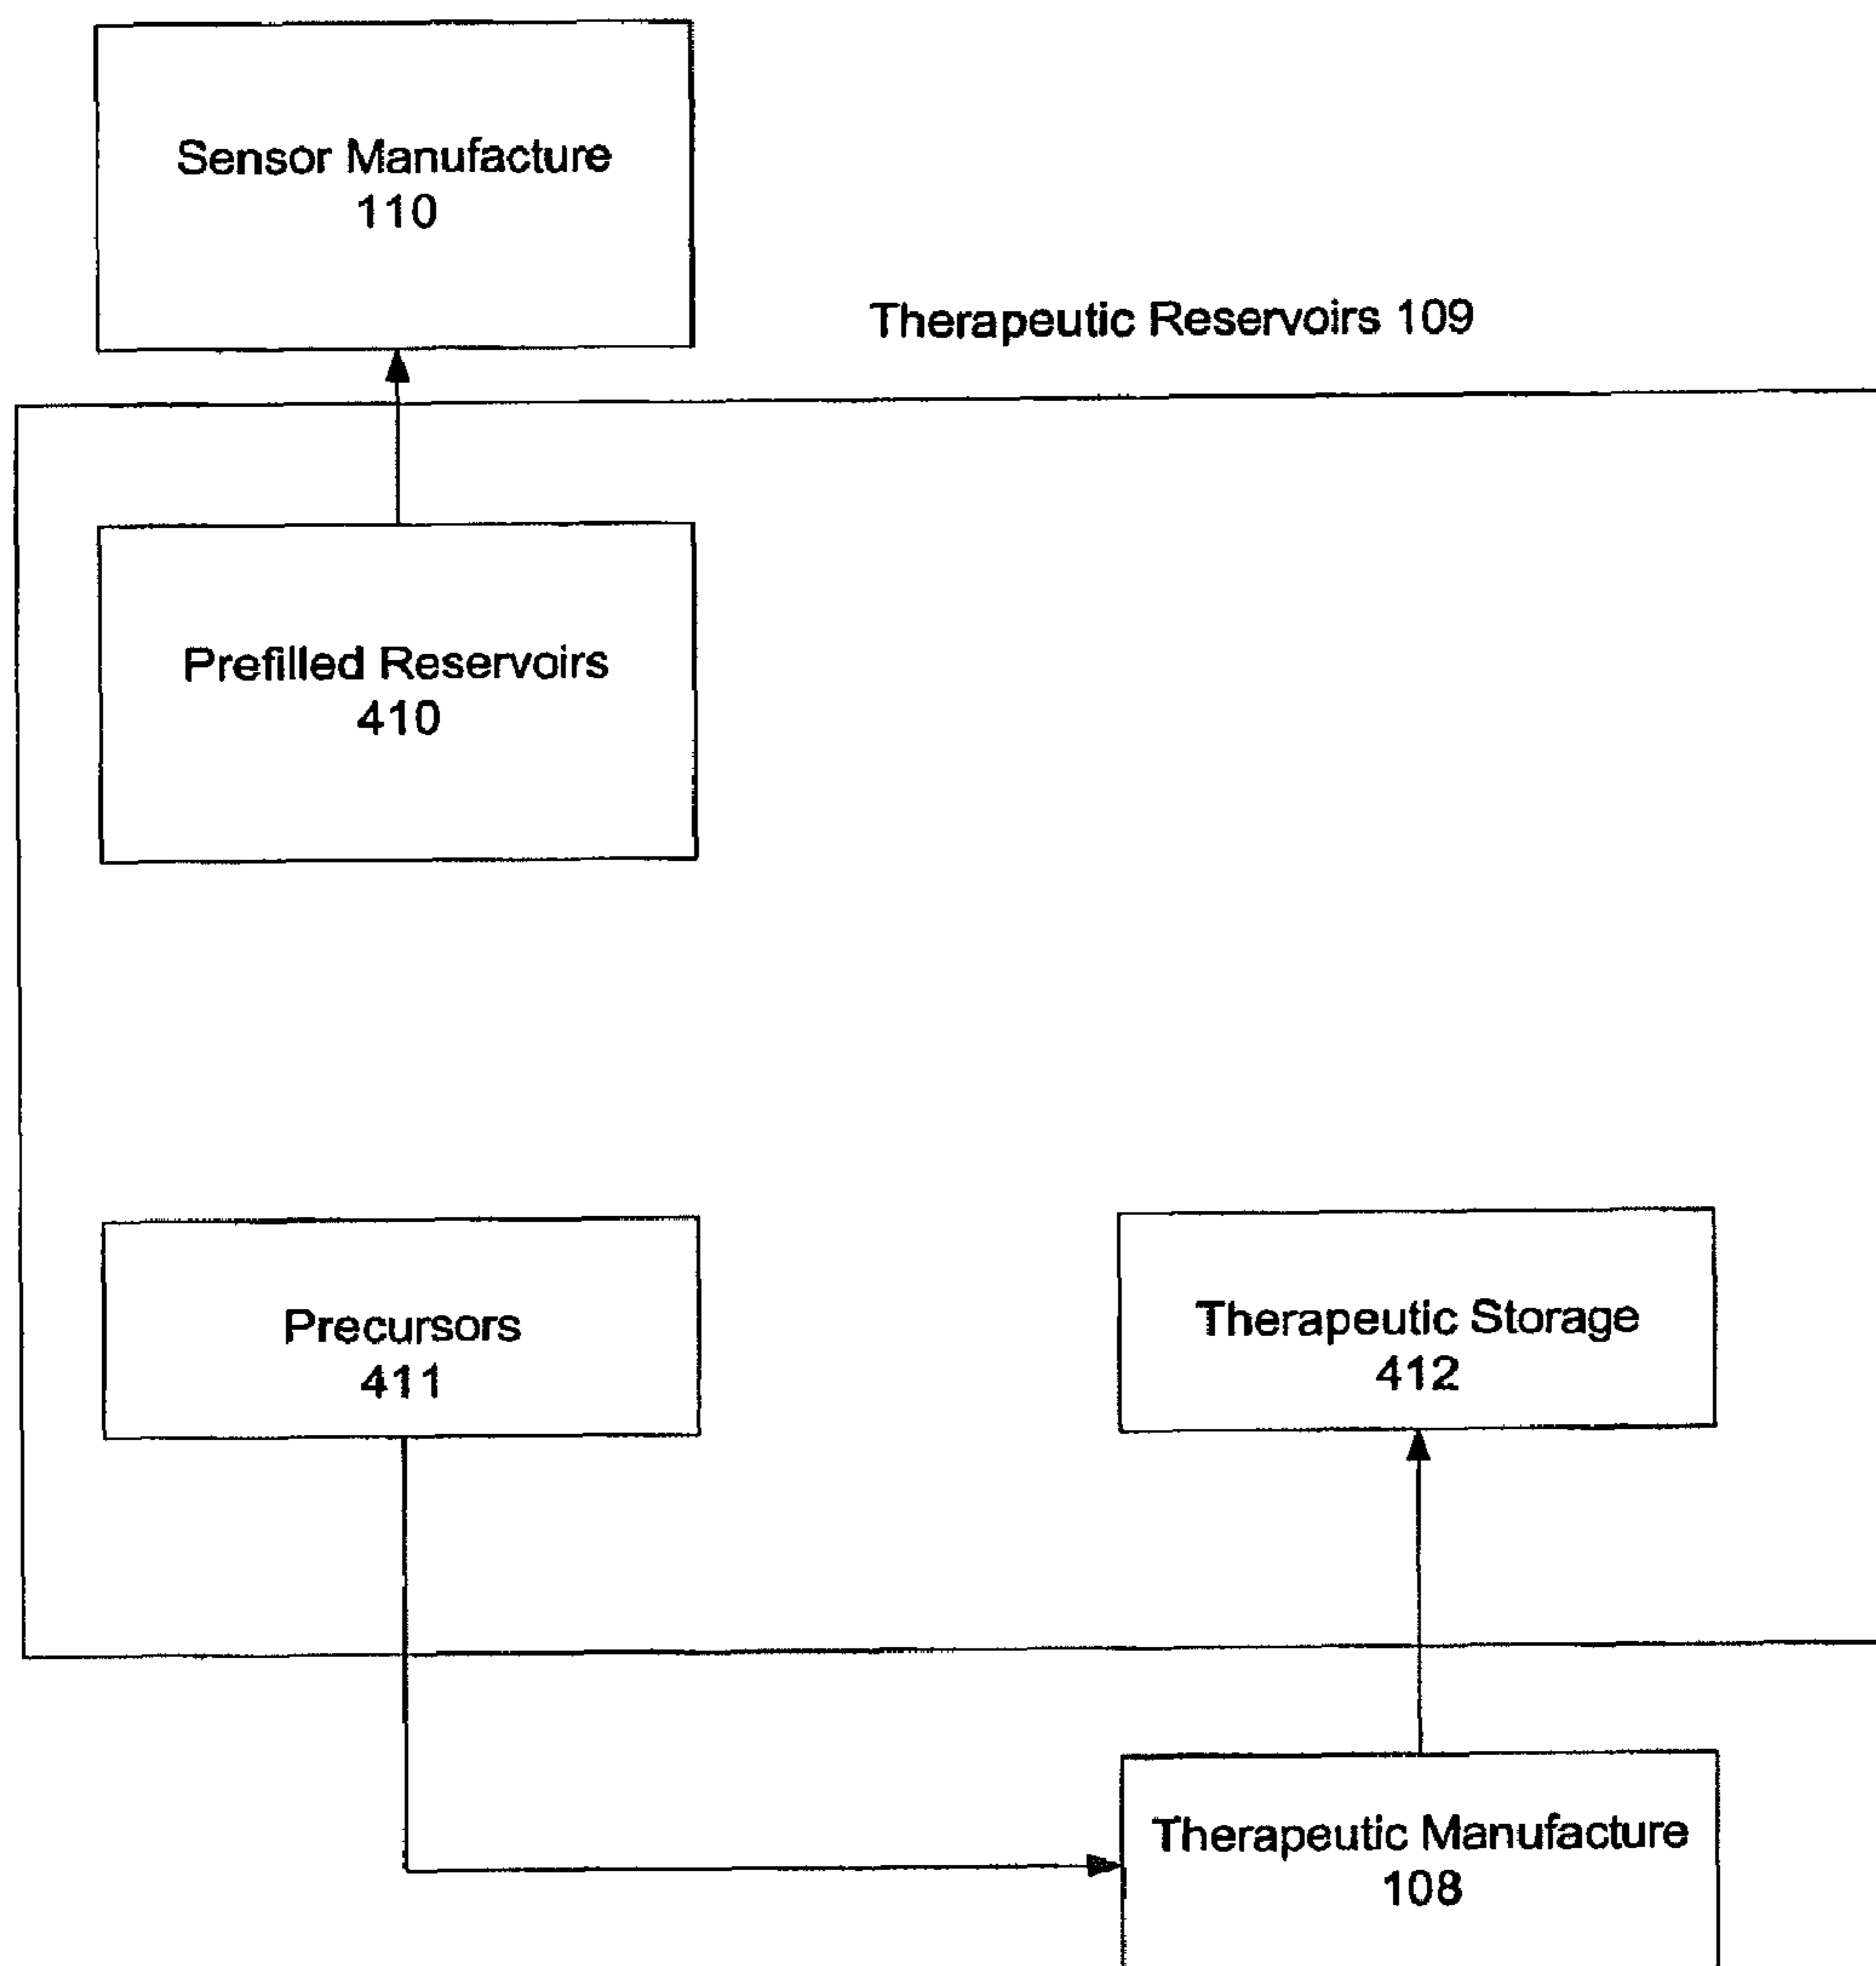 Sensor Manufacture
110
Therapeutic Reservoirs 109
Prefilled Reservoirs
410
Precursors
411
Therapeutic Storage
412
Therapeutic Manufacture
108